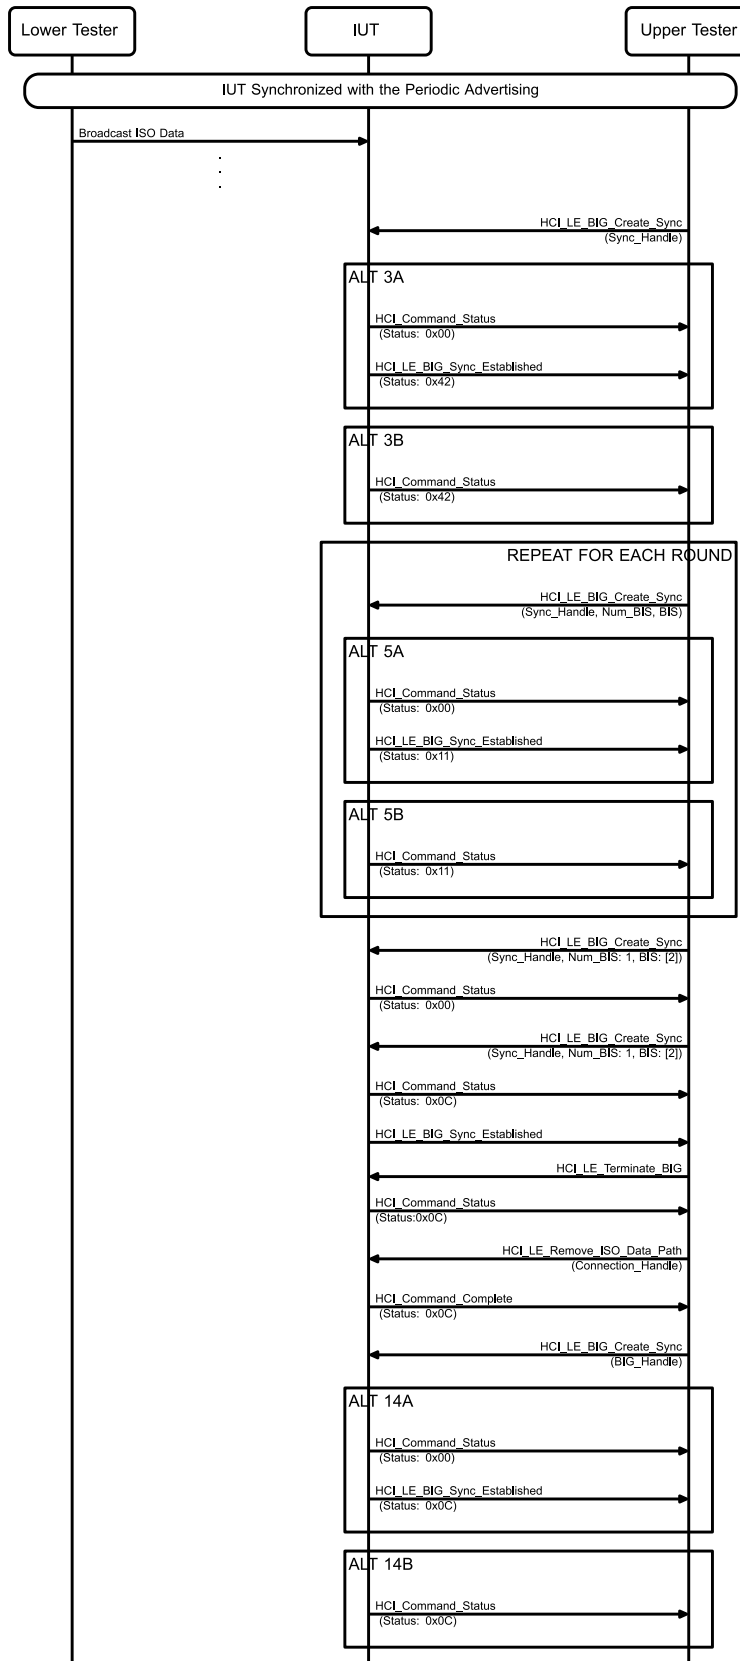 Lower Tester
IUT
Upper Tester
IUT Synchronized with the Periodic Advertising
Broadcast ISO Data
.
.
.
HCI_LE_BIG_Create_Sync
(Sync_Handle)
ALT 3A
HCI_Command_Status
(Status: 0x00)
HCI_LE_BIG_Sync_Established
(Status: 0x42)
ALT 3B
HCI_Command_Status
(Status: 0x42)
REPEAT FOR EACH ROUND
HCI_LE_BIG_Create_Sync
(Sync_Handle, Num_BIS, BIS)
ALT 5A
HCI_Command_Status
(Status: 0x00)
HCI_LE_BIG_Sync_Established
(Status: 0x11)
ALT 5B
HCI_Command_Status
(Status: 0x11)
HCI_LE_BIG_Create_Sync
(Sync_Handle, Num_BIS: 1, BIS: [2])
HCI_Command_Status
(Status: 0x00)
HCI_LE_BIG_Create_Sync
(Sync_Handle, Num_BIS: 1, BIS: [2])
HCI_Command_Status
(Status: 0x0C)
HCI_LE_BIG_Sync_Established
HCI_LE_Terminate_BIG
HCI_Command_Status
(Status:0x0C)
HCI_LE_Remove_ISO_Data_Path
(Connection_Handle)
HCI_Command_Complete
(Status: 0x0C)
HCI_LE_BIG_Create_Sync
(BIG_Handle)
ALT 14A
HCI_Command_Status
(Status: 0x00)
HCI_LE_BIG_Sync_Established
(Status: 0x0C)
ALT 14B
HCI_Command_Status
(Status: 0x0C)